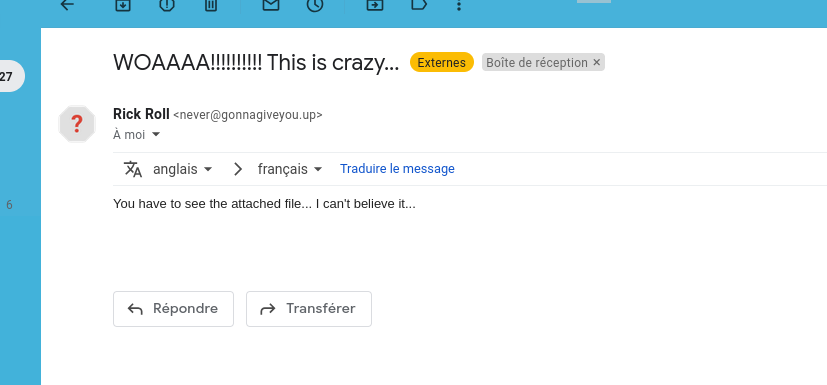 WOAAAA!!!!!!!!!! This is crazy... Externes Boîte de réception ×
27
Rick Roll <never@gonnagiveyou.up>
À moi
anglais > français Traduire le message
6
You have to see the attached file... I can't believe it...
Répondre Transférer